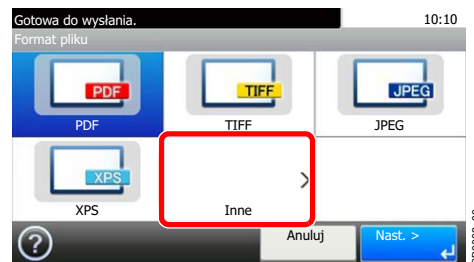 Gotowa do wysłania. 10:10
Format pliku
PDF TIFF JPEG
PDF TIFF JPEG
XPS
XPS Inne
? Anuluj Nast. >